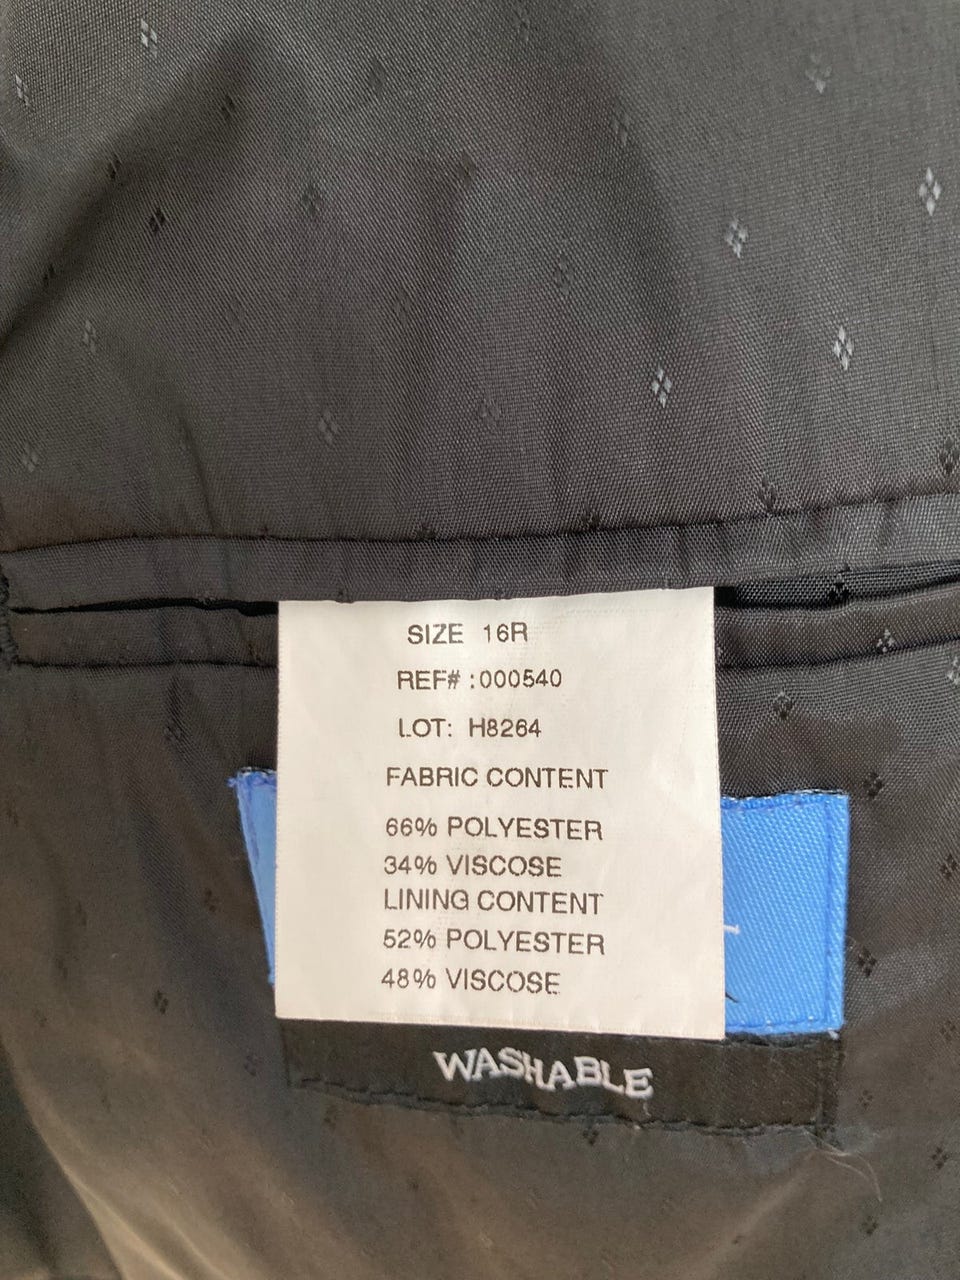 SIZE 16R
REF# :000540
LOT: H8264
FABRIC CONTENT
66% POLYESTER
34% VISCOSE
LINING CONTENT
52% POLYESTER
48% VISCOSE
WASHABLE